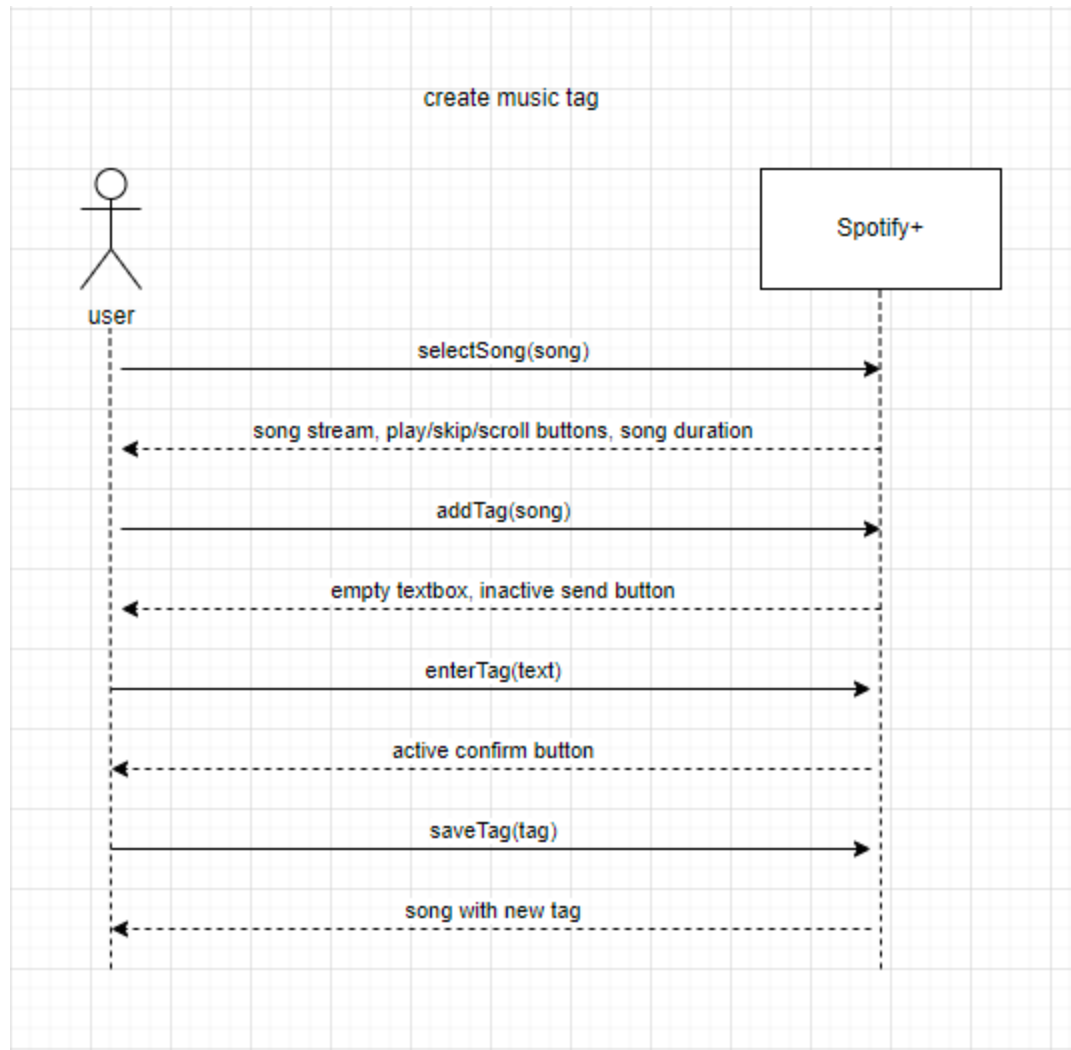 create music tag
Spotify+
user
selectSong(song)
song stream, play/skip/scroll buttons, song duration
addTag(song)
empty textbox, inactive send button
enterTag(text)
active confirm button
saveTag(tag)
song with new tag